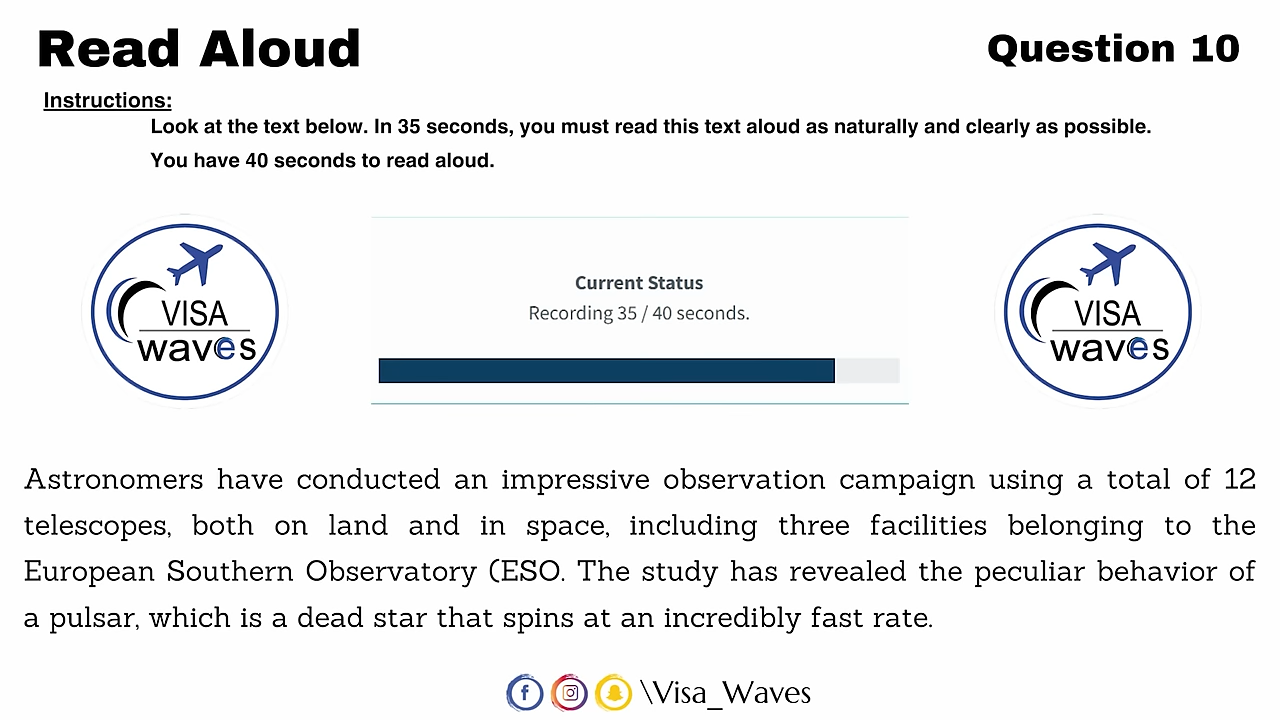 Read Aloud
Question 10
Instructions:
Look at the text below. In 35 seconds, you must read this text aloud as naturally and clearly as possible.
You have 40 seconds to read aloud.
VISA
waves
Current Status
Recording 35 / 40 seconds.
VISA
waves
Astronomers have conducted an impressive observation campaign using a total of 12
telescopes, both on land and in space, including three facilities belonging to the
European Southern Observatory (ESO. The study has revealed the peculiar behavior of
a pulsar, which is a dead star that spins at an incredibly fast rate.
\Visa_Waves